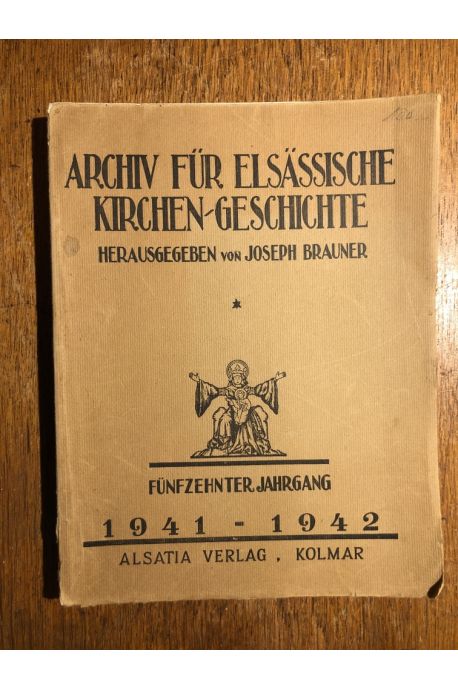 ARCHIV FÜR ELSÄSSISCHE
KIRCHEN-GESCHICHTE
HERAUSGEGEBEN VON JOSEPH BRAUNER
FÜNFZEHNTER JAHRGANG
1941 - 1942
ALSATIA VERLAG , KOLMAR